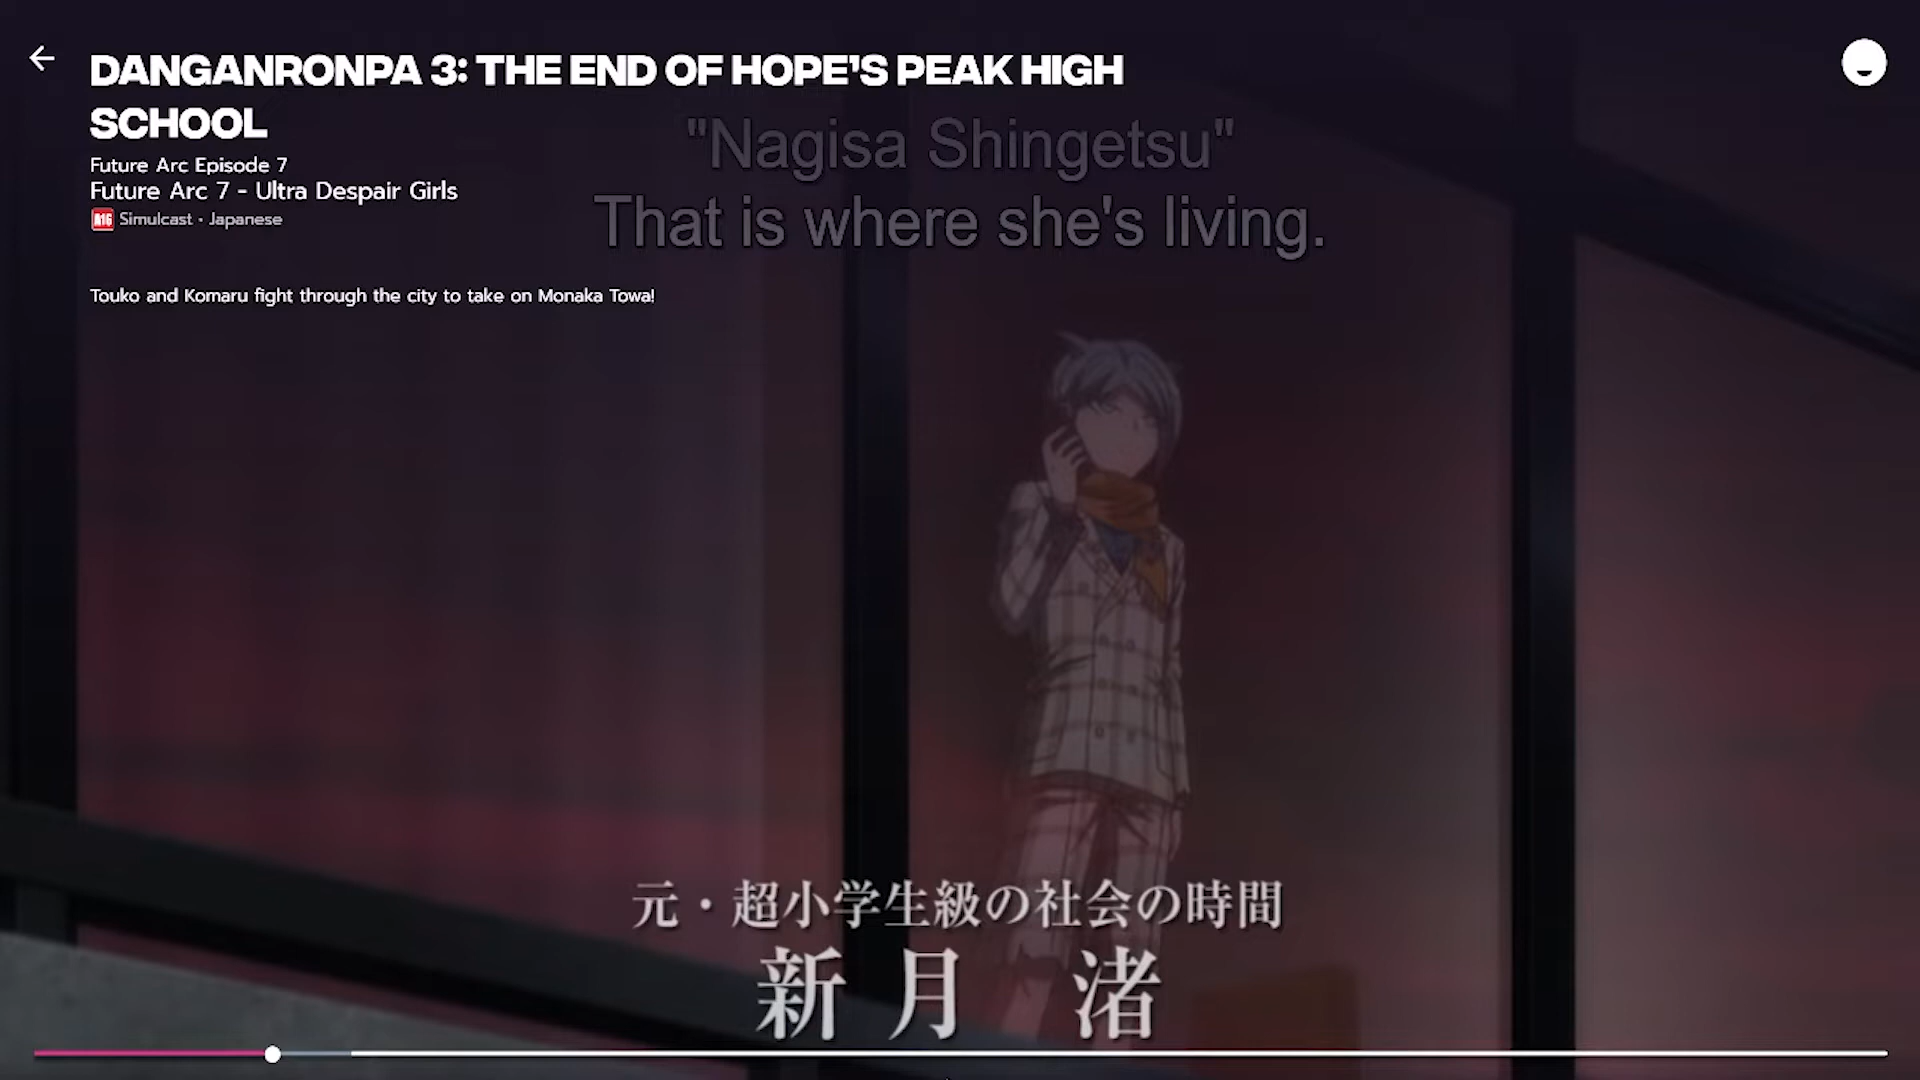 DANGANRONPA 3: THE END OF HOPE'S PEAK HIGH
SCHOOL
Future Arc Episode 7
Future Arc 7 - Ultra Despair Girls
A16 Simulcast • Japanese
"Nagisa Shingetsu"
That is where she's living.
Touko and Komaru fight through the city to take on Monaka Towa!
元・超小学生級の社会の時間
新月 渚